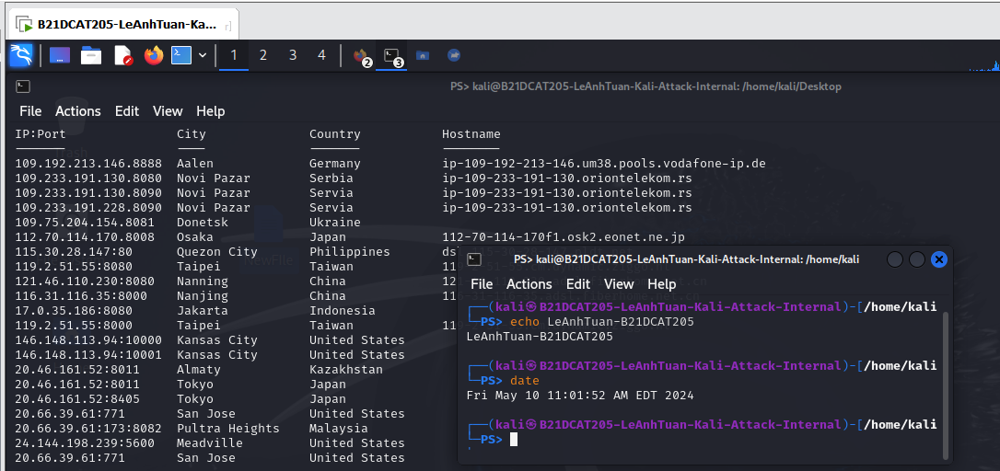 B21DCAT205-LeAnhTuan-Ka... r]
1 2 3 4 2 3
PS> kali@B21DCAT205-LeAnhTuan-Kali-Attack-Internal: /home/kali/Desktop
File Actions Edit View Help
IP:Port City Country Hostname
109.192.213.146.8888 Aalen Germany ip-109-192-213-146.um38.pools.vodafone-ip.de
109.233.191.130.8080 Novi Pazar Serbia ip-109-233-191-130.oriontelekom.rs
109.233.191.130.8090 Novi Pazar Servia ip-109-233-191-130.oriontelekom.rs
109.233.191.228.8090 Novi Pazar Servia ip-109-233-191-130.oriontelekom.rs
109.75.204.154.8081 Donetsk Ukraine
112.70.114.170.8008 Osaka Japan 112-70-114-170f1.osk2.eonet.ne.jp
115.30.28.147:80 Quezon City Philippines ds
119.2.51.55:8080 Taipei Taiwan 119
121.46.110.230:8080 Nanning China 12
116.31.116.35:8000 Nanjing China 11
17.0.35.186:8080 Jakarta Indonesia
119.2.51.55:8000 Taipei Taiwan 119
146.148.113.94:10000 Kansas City United States
146.148.113.94:10001 Kansas City United States
20.46.161.52:8011 Almaty Kazakhstan
20.46.161.52:8011 Tokyo Japan
20.46.161.52:8405 Tokyo Japan
20.66.39.61:771 San Jose United States
20.66.39.61:173:8082 Pultra Heights Malaysia
24.144.198.239:5600 Meadville United States
20.66.39.61:771 San Jose United States
NewFile
PS> kali@B21DCAT205-LeAnhTuan-Kali-Attack-Internal: /home/kali
File Actions Edit View Help
┌──(kali㉿B21DCAT205-LeAnhTuan-Kali-Attack-Internal)-[/home/kali
└─PS> echo LeAnhTuan-B21DCAT205
LeAnhTuan-B21DCAT205
┌──(kali㉿B21DCAT205-LeAnhTuan-Kali-Attack-Internal)-[/home/kali
└─PS> date
Fri May 10 11:01:52 AM EDT 2024
┌──(kali㉿B21DCAT205-LeAnhTuan-Kali-Attack-Internal)-[/home/kali
└─PS>